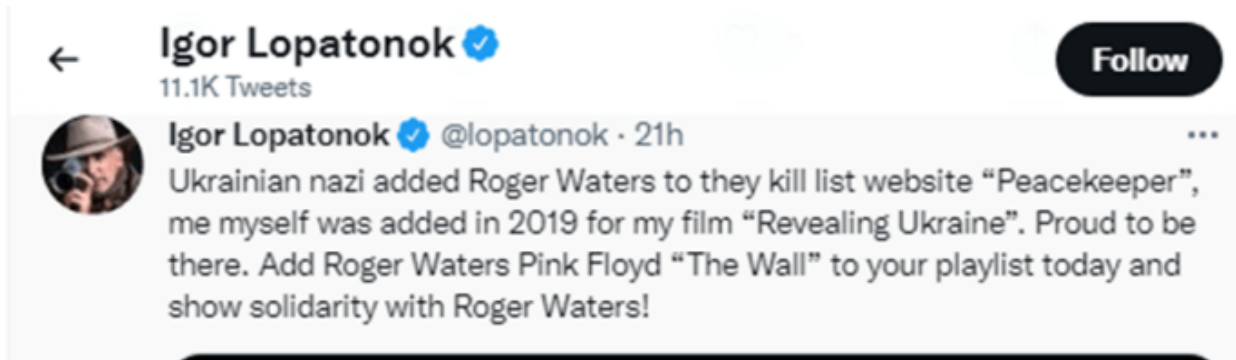 Igor Lopatonok
11.1K Tweets
Follow
Igor Lopatonok @lopatonok · 21h
Ukrainian nazi added Roger Waters to they kill list website “Peacekeeper”,
me myself was added in 2019 for my film “Revealing Ukraine”. Proud to be
there. Add Roger Waters Pink Floyd “The Wall” to your playlist today and
show solidarity with Roger Waters!